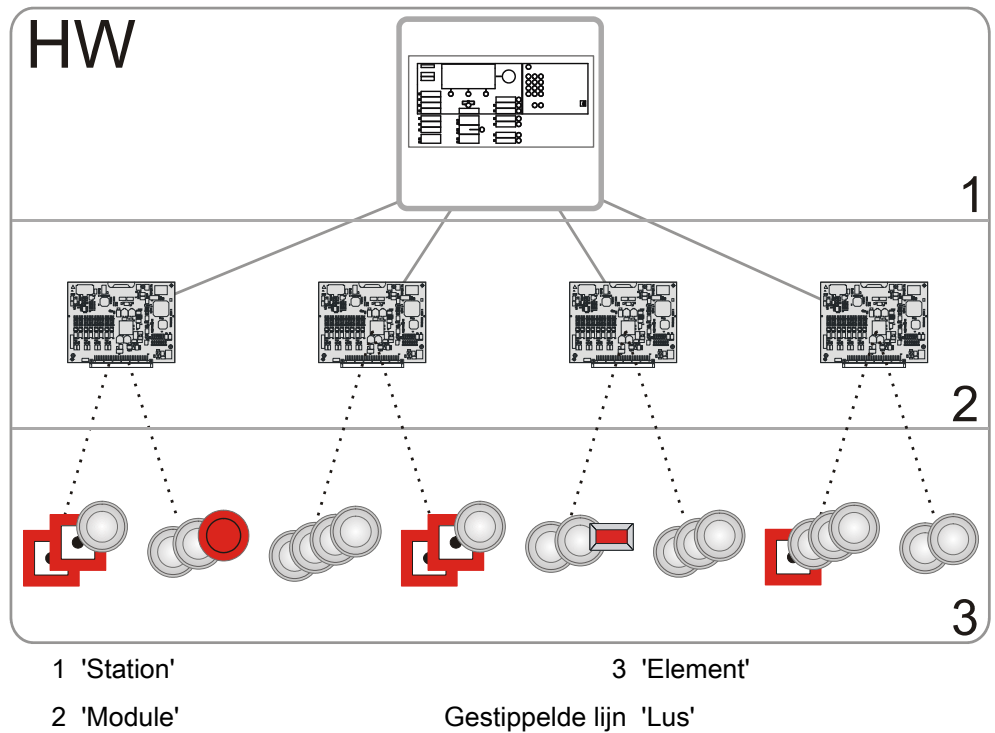 HW
1
2
3
1 'Station'
3 'Element'
2 'Module'
Gestippelde lijn 'Lus'